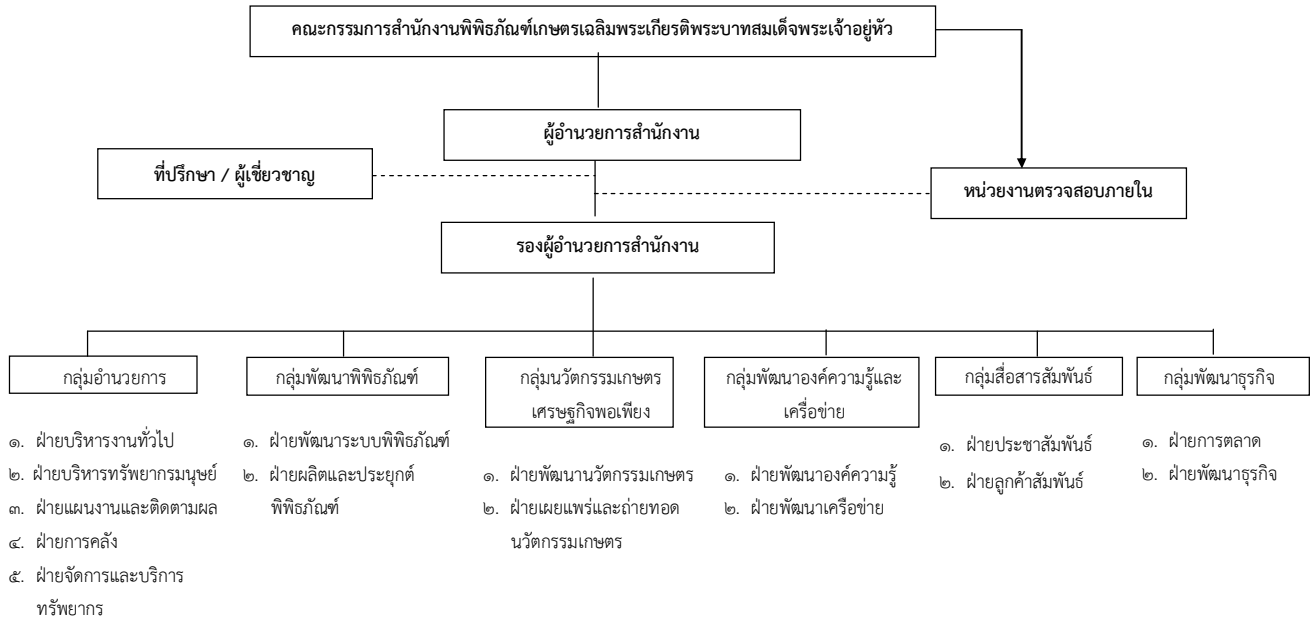 คณะกรรมการสำนักงานพิพิธภัณฑ์เกษตรเฉลิมพระเกียรติพระบาทสมเด็จพระเจ้าอยู่หัว
ผู้อำนวยการสำนักงาน
ที่ปรึกษา / ผู้เชี่ยวชาญ
หน่วยงานตรวจสอบภายใน
รองผู้อำนวยการสำนักงาน
กลุ่มอำนวยการ
๑. ฝ่ายบริหารงานทั่วไป
๒. ฝ่ายบริหารทรัพยากรมนุษย์
๓. ฝ่ายแผนงานและติดตามผล
๔. ฝ่ายการคลัง
๕. ฝ่ายจัดการและบริการ
ทรัพยากร
กลุ่มพัฒนาพิพิธภัณฑ์
๑. ฝ่ายพัฒนาระบบพิพิธภัณฑ์
๒. ฝ่ายผลิตและประยุกต์
พิพิธภัณฑ์
กลุ่มนวัตกรรมเกษตร
เศรษฐกิจพอเพียง
๑. ฝ่ายพัฒนานวัตกรรมเกษตร
๒. ฝ่ายเผยแพร่และถ่ายทอด
นวัตกรรมเกษตร
กลุ่มพัฒนาองค์ความรู้และ
เครื่อข่าย
๑. ฝ่ายพัฒนาองค์ความรู้
๒. ฝ่ายพัฒนาเครือข่าย
กลุ่มสื่อสารสัมพันธ์
๑. ฝ่ายประชาสัมพันธ์
๒. ฝ่ายลูกค้าสัมพันธ์
กลุ่มพัฒนาธุรกิจ
๑. ฝ่ายการตลาด
๒. ฝ่ายพัฒนาธุรกิจ